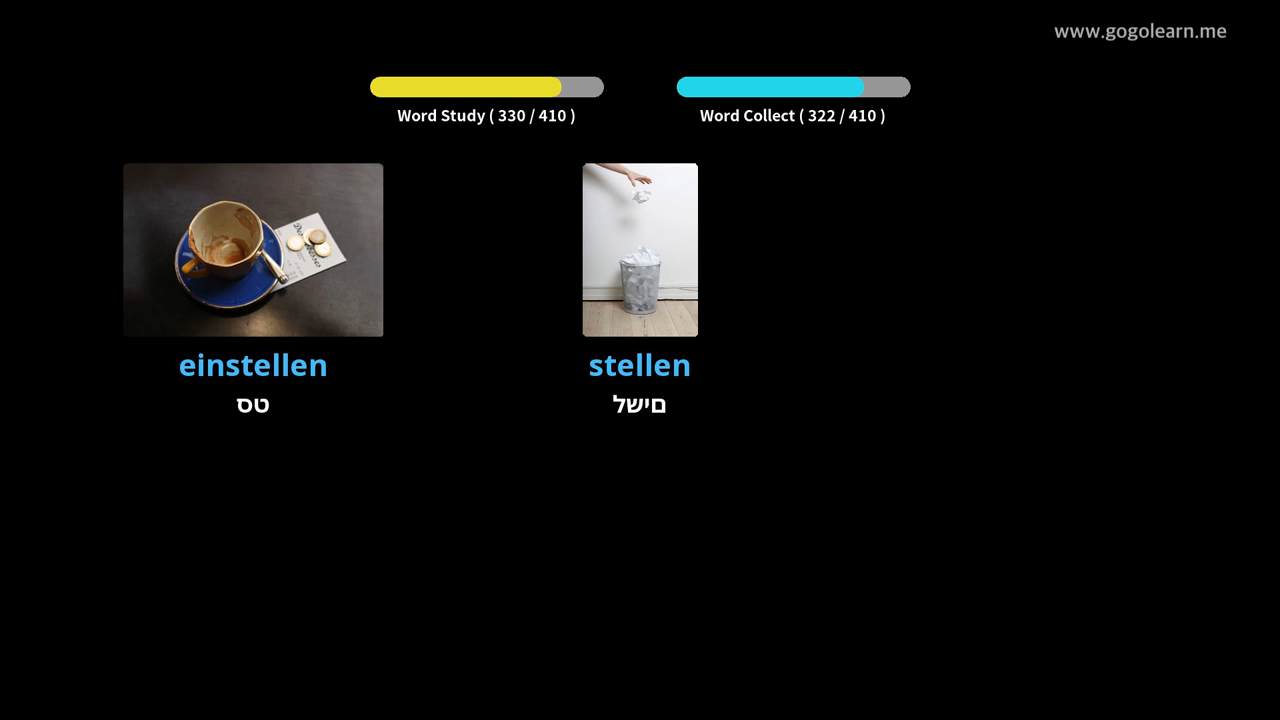 www.gogolearn.me
Word Study ( 330 / 410 )
Word Collect ( 322 / 410 )
einstellen
טס
stellen
םישל